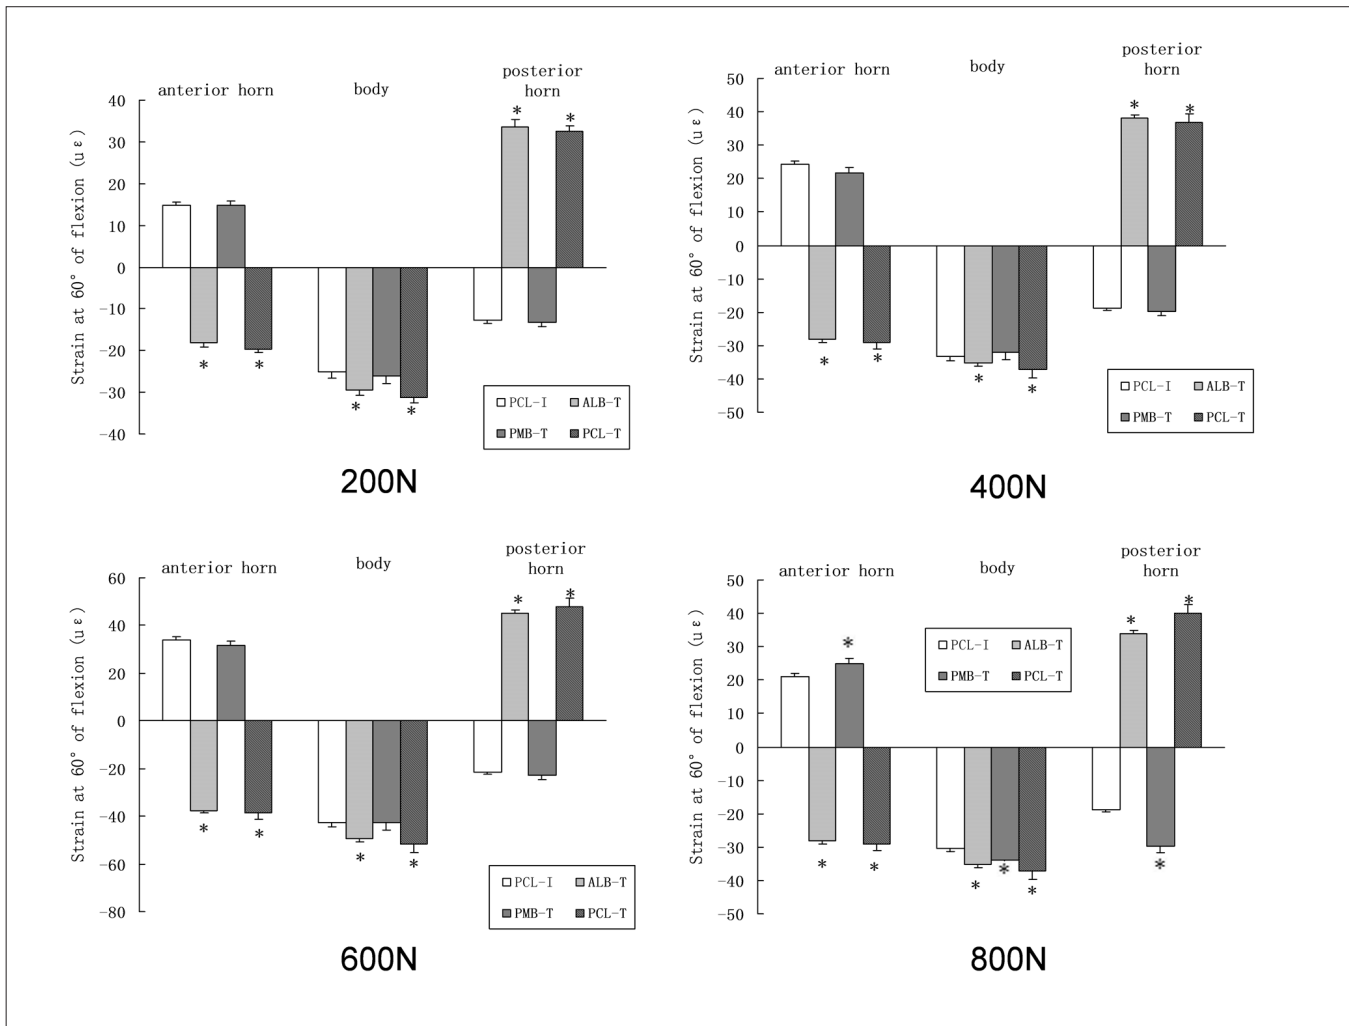 anterior horn
body
posterior
horn
Strain at 60° of flexion (u ε)
40
30
20
10
0
-10
-20
-30
-40
*
*
*
*
*
*
PCL-I
ALB-T
PMB-T
PCL-T
200N
posterior
horn
anterior horn
body
Strain at 60° of flexion (u ε)
50
40
30
20
10
0
-10
-20
-30
-40
-50
*
*
*
*
*
*
PCL-I
ALB-T
PMB-T
PCL-T
400N
anterior horn
body
posterior
horn
Strain at 60° of flexion (u ε)
60
40
20
0
-20
-40
-60
-80
*
*
*
*
*
*
PCL-I
ALB-T
PMB-T
PCL-T
600N
anterior horn
body
posterior
horn
Strain at 60° of flexion (u ε)
50
40
30
20
10
0
-10
-20
-30
-40
-50
*
*
*
*
*
*
*
*
*
PCL-I
ALB-T
PMB-T
PCL-T
800N